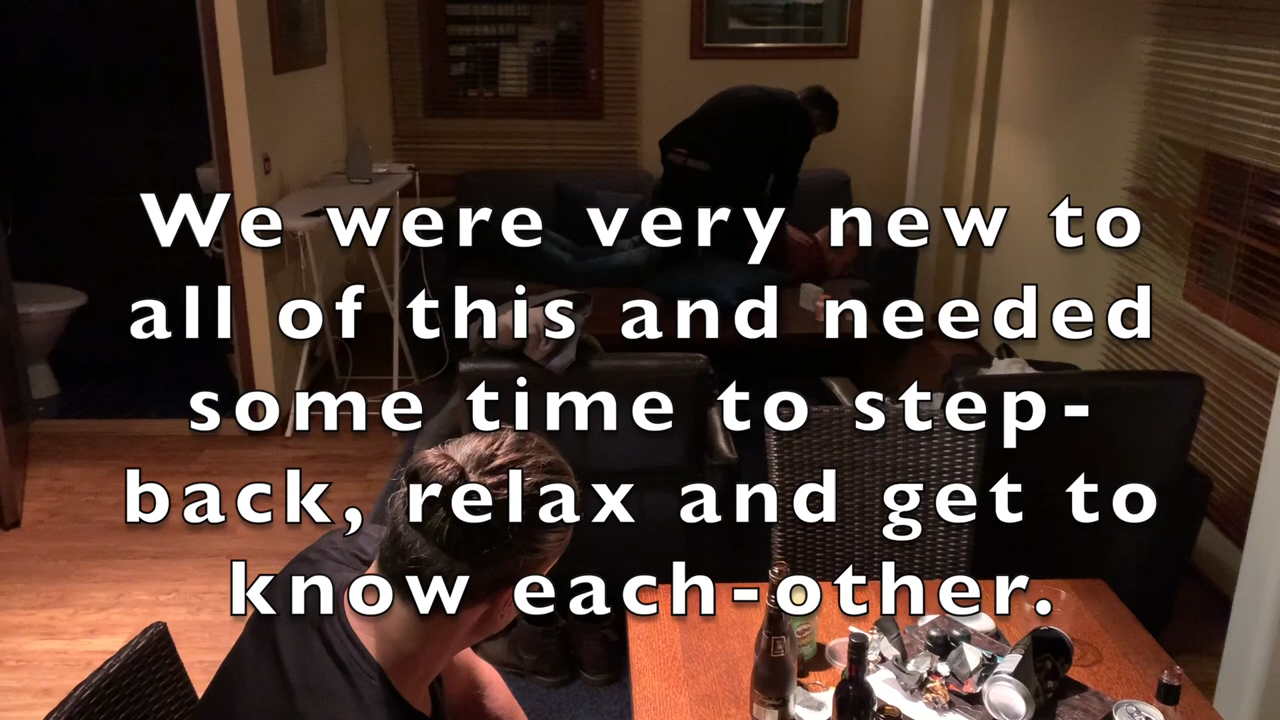 We were very new to
all of this and needed
some time to step-
back, relax and get to
know each-other.